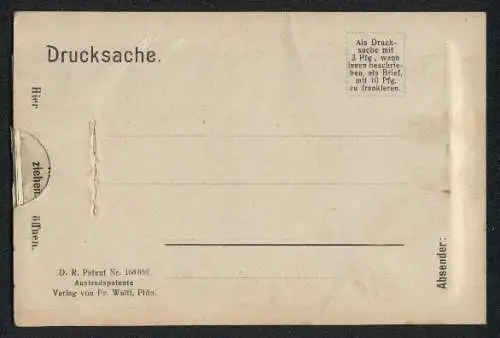 Drucksache.
Als Druck-
sache mit
3 Pfg., wenn
innen beschrie-
ben, als Brief,
mit 10 Pfg.
zu frankieren.
Hier
ziehen
öffnen.
Absender:
D. R. Patent Nr.
Auslandspatente
Verlag von Fr. Wulff, Plön.